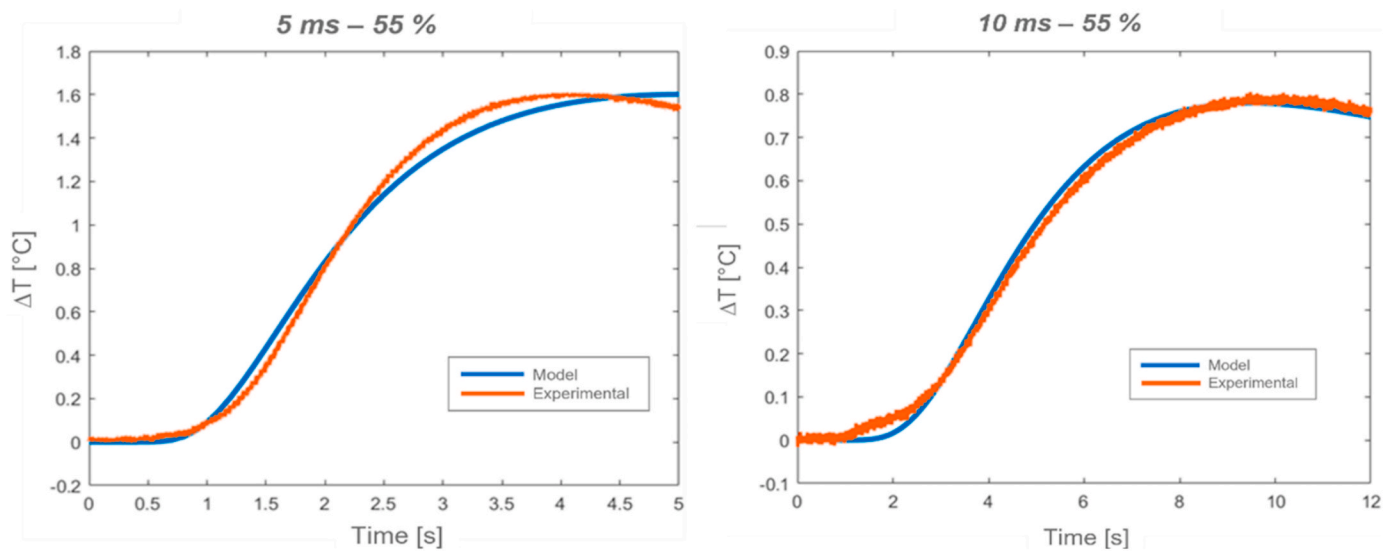 5 ms – 55 %
1.8
1.6
1.4
1.2
1
0.8
0.6
0.4
0.2
0
-0.2
ΔT [°C]
0 0.5 1 1.5 2 2.5 3 3.5 4 4.5 5
Time [s]
Model
Experimental
10 ms – 55 %
0.9
0.8
0.7
0.6
0.5
0.4
0.3
0.2
0.1
0
-0.1
ΔT [°C]
0 2 4 6 8 10 12
Time [s]
Model
Experimental